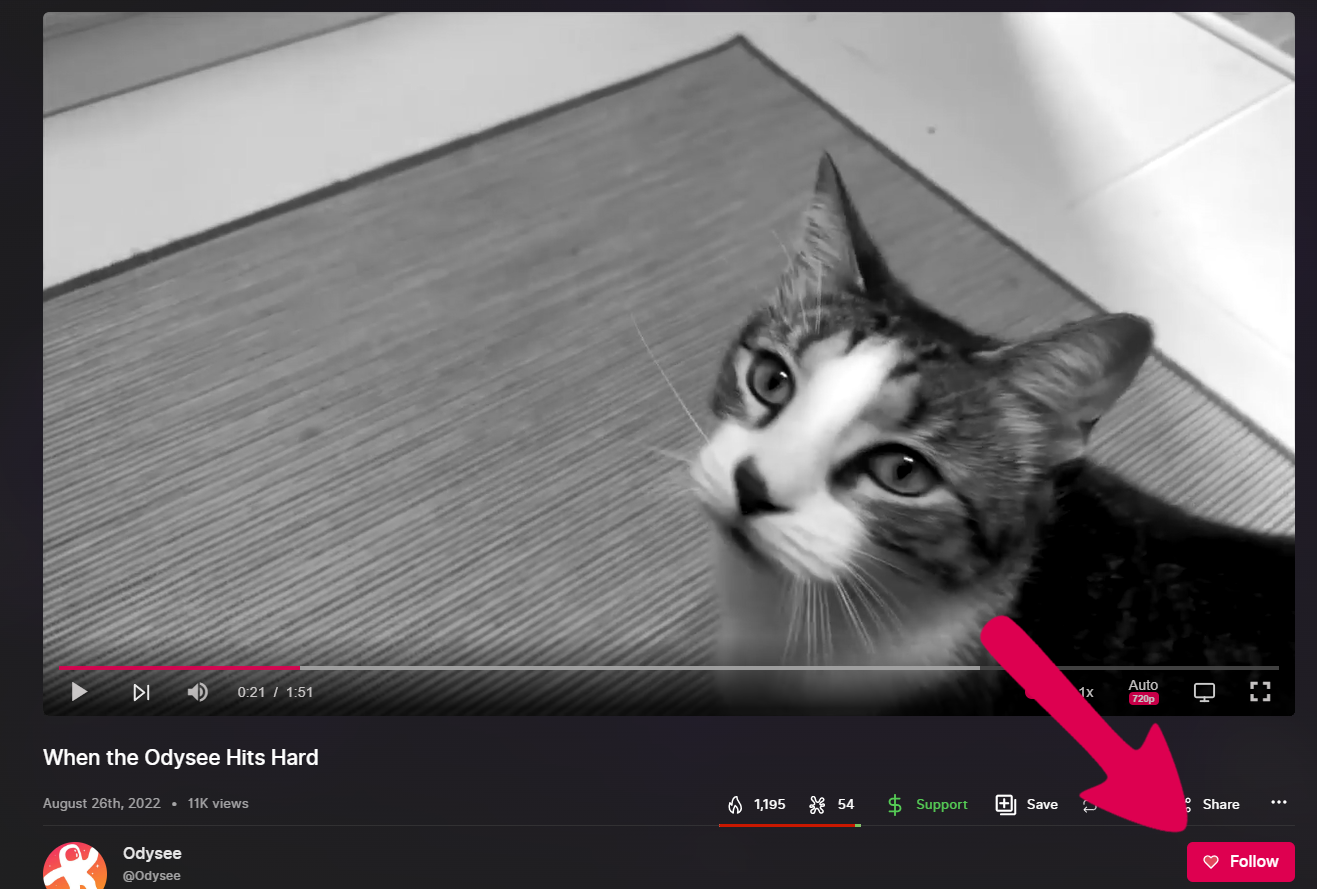 0:21 / 1:51
1x
Auto
720p
When the Odysee Hits Hard
August 26th, 2022 • 11K views
1,195
54
Support
Save
Share
Odysee
@Odysee
Follow